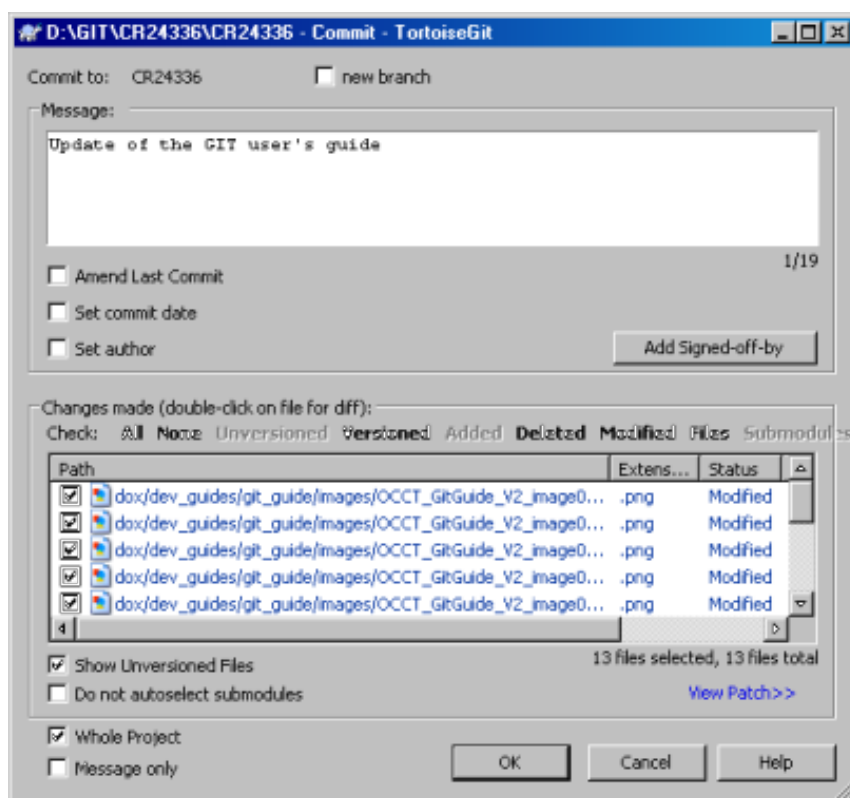 D:\GIT\CR24336\CR24336 - Commit - TortoiseGit
Commit to: CR24336 new branch
Message:
Update of the GIT user's guide
1/19
Amend Last Commit
Set commit date
Set author Add Signed-off-by
Changes made (double-click on file for diff):
Check: All None Unversioned Versioned Added Deleted Modified Files Submodules
Path Extens... Status
dox/dev_guides/git_guide/images/OCCT_GitGuide_V2_image0... .png Modified
dox/dev_guides/git_guide/images/OCCT_GitGuide_V2_image0... .png Modified
dox/dev_guides/git_guide/images/OCCT_GitGuide_V2_image0... .png Modified
dox/dev_guides/git_guide/images/OCCT_GitGuide_V2_image0... .png Modified
dox/dev_guides/git_guide/images/OCCT_GitGuide_V2_image0... .png Modified
Show Unversioned Files 13 files selected, 13 files total
Do not autoselect submodules View Patch>>
Whole Project
Message only OK Cancel Help